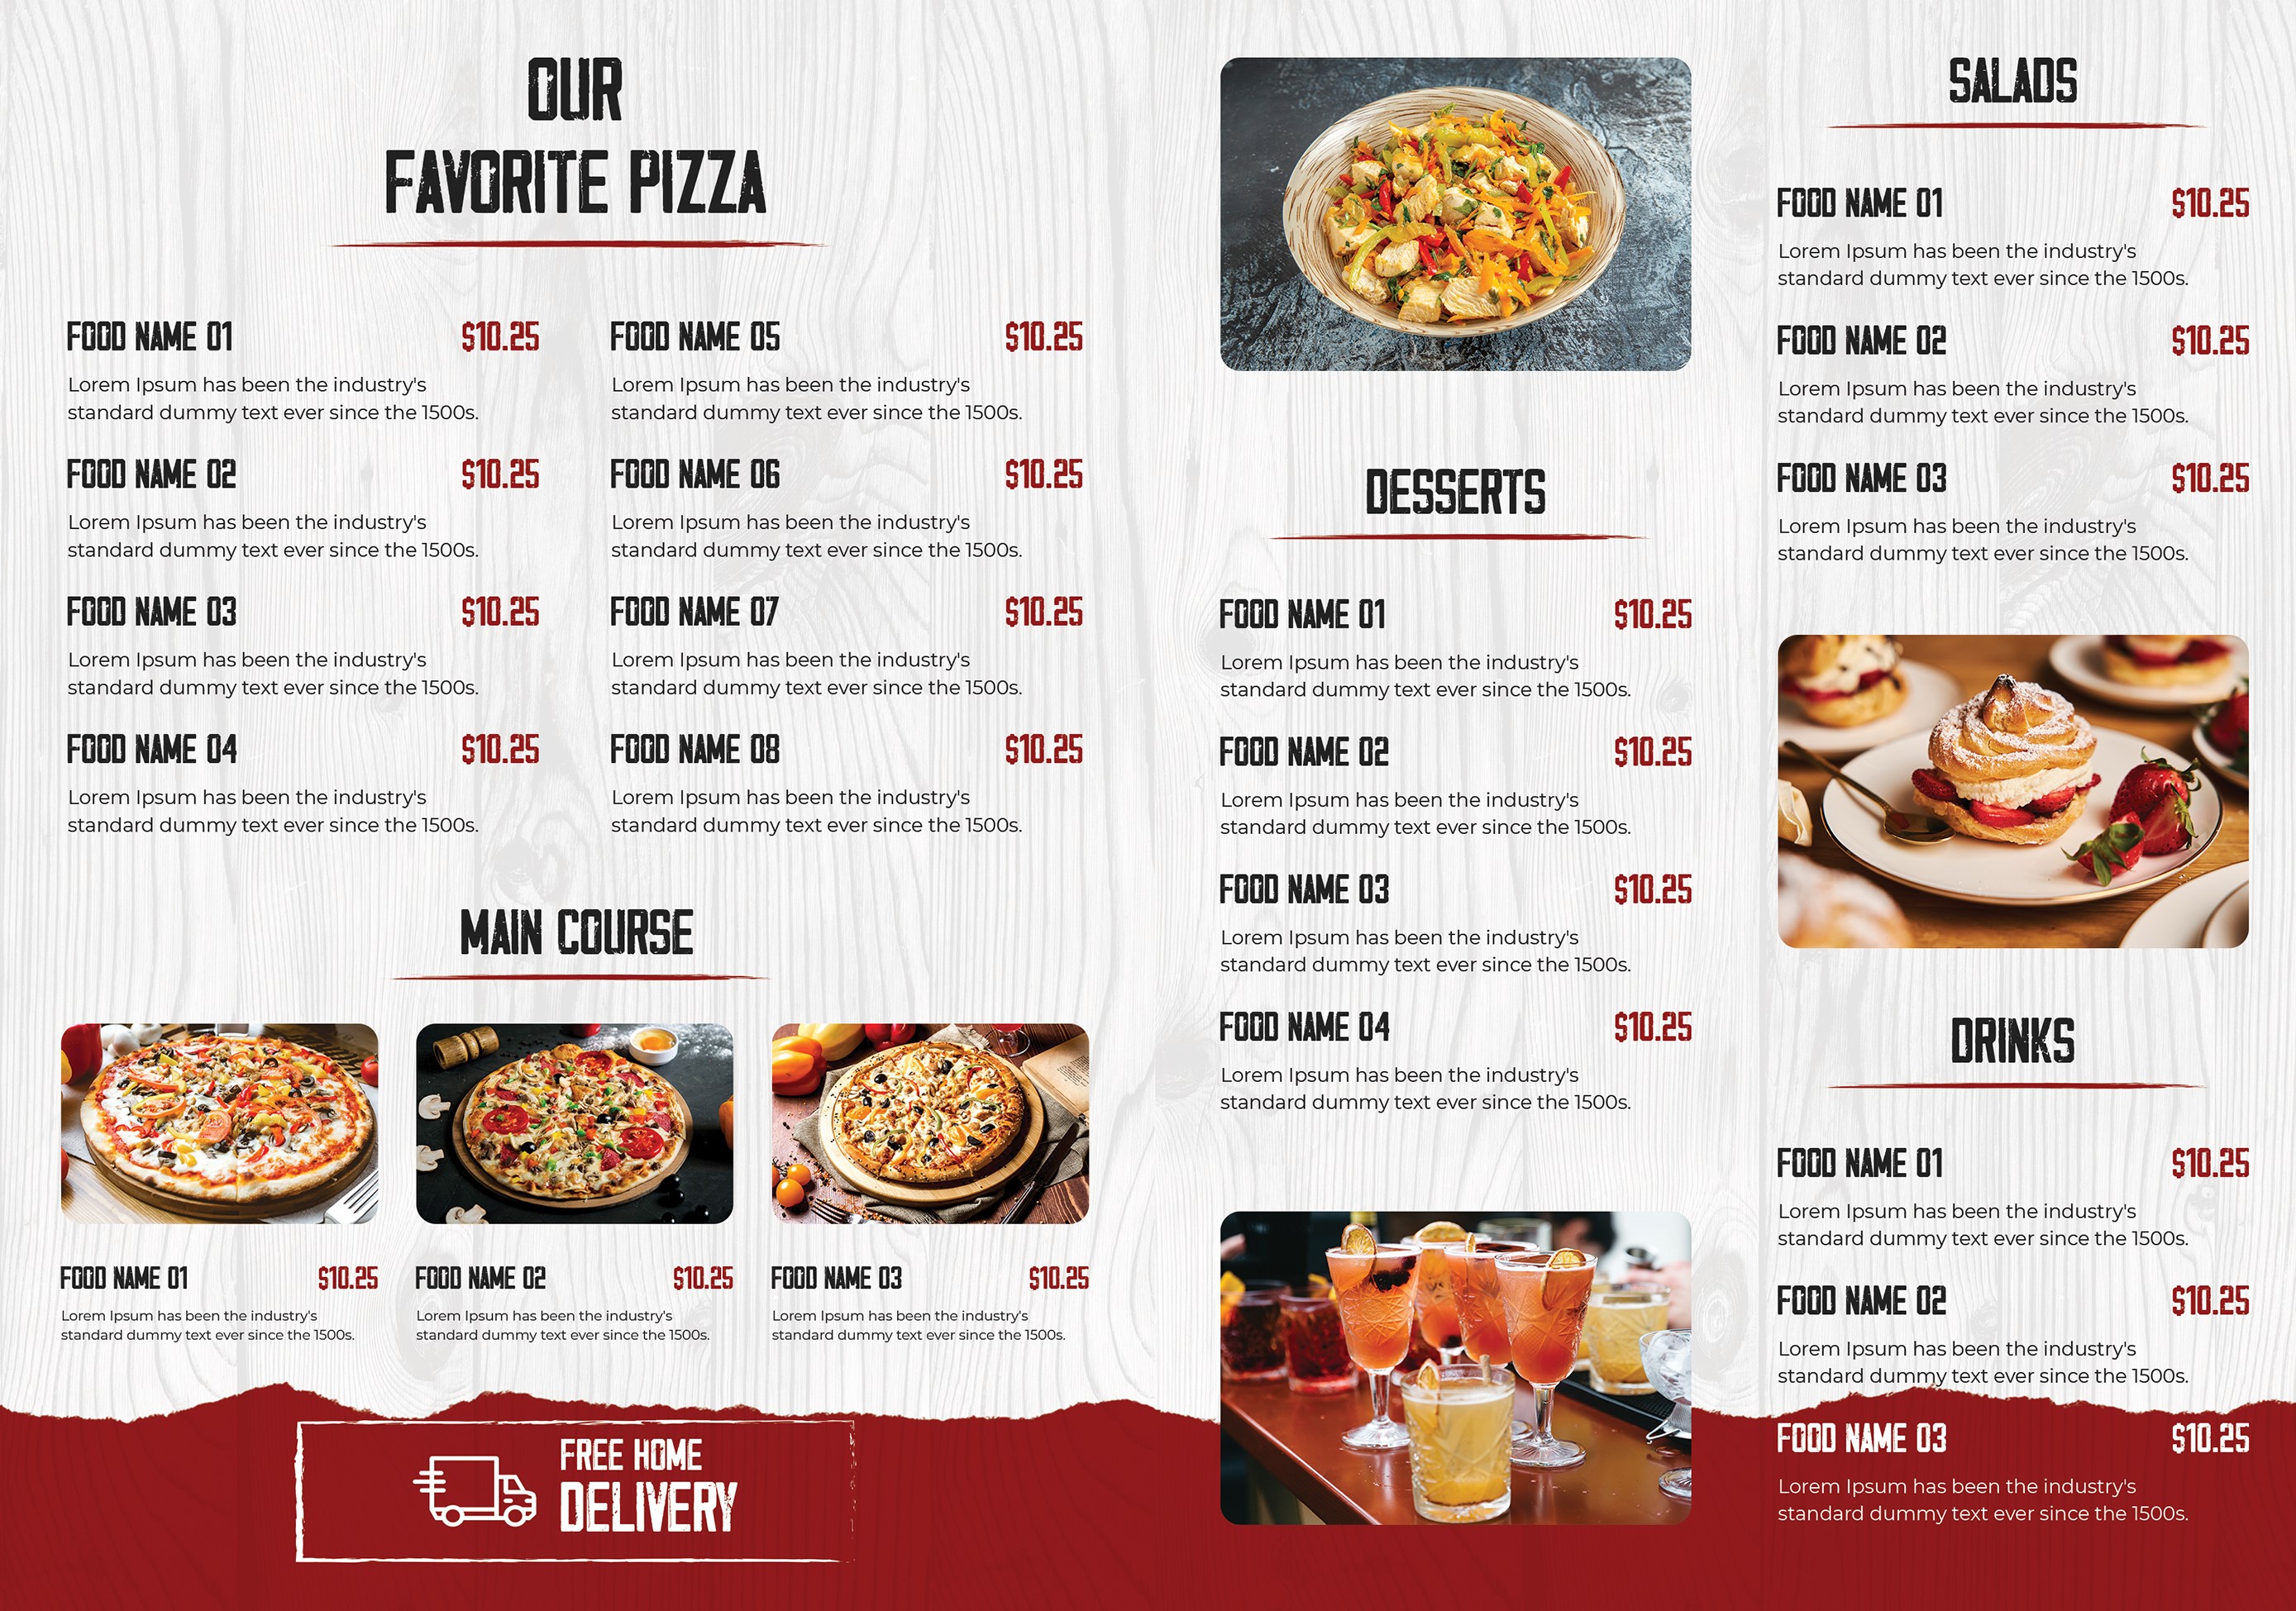 OUR
FAVORITE PIZZA
FOOD NAME 01 $10.25
Lorem Ipsum has been the industry's
standard dummy text ever since the 1500s.
FOOD NAME 02 $10.25
Lorem Ipsum has been the industry's
standard dummy text ever since the 1500s.
FOOD NAME 03 $10.25
Lorem Ipsum has been the industry's
standard dummy text ever since the 1500s.
FOOD NAME 04 $10.25
Lorem Ipsum has been the industry's
standard dummy text ever since the 1500s.
FOOD NAME 05 $10.25
Lorem Ipsum has been the industry's
standard dummy text ever since the 1500s.
FOOD NAME 06 $10.25
Lorem Ipsum has been the industry's
standard dummy text ever since the 1500s.
FOOD NAME 07 $10.25
Lorem Ipsum has been the industry's
standard dummy text ever since the 1500s.
FOOD NAME 08 $10.25
Lorem Ipsum has been the industry's
standard dummy text ever since the 1500s.
MAIN COURSE
FOOD NAME 01 $10.25
Lorem Ipsum has been the industry's
standard dummy text ever since the 1500s.
FOOD NAME 02 $10.25
Lorem Ipsum has been the industry's
standard dummy text ever since the 1500s.
FOOD NAME 03 $10.25
Lorem Ipsum has been the industry's
standard dummy text ever since the 1500s.
FREE HOME
DELIVERY
DESSERTS
FOOD NAME 01 $10.25
Lorem Ipsum has been the industry's
standard dummy text ever since the 1500s.
FOOD NAME 02 $10.25
Lorem Ipsum has been the industry's
standard dummy text ever since the 1500s.
FOOD NAME 03 $10.25
Lorem Ipsum has been the industry's
standard dummy text ever since the 1500s.
FOOD NAME 04 $10.25
Lorem Ipsum has been the industry's
standard dummy text ever since the 1500s.
SALADS
FOOD NAME 01 $10.25
Lorem Ipsum has been the industry's
standard dummy text ever since the 1500s.
FOOD NAME 02 $10.25
Lorem Ipsum has been the industry's
standard dummy text ever since the 1500s.
FOOD NAME 03 $10.25
Lorem Ipsum has been the industry's
standard dummy text ever since the 1500s.
DRINKS
FOOD NAME 01 $10.25
Lorem Ipsum has been the industry's
standard dummy text ever since the 1500s.
FOOD NAME 02 $10.25
Lorem Ipsum has been the industry's
standard dummy text ever since the 1500s.
FOOD NAME 03 $10.25
Lorem Ipsum has been the industry's
standard dummy text ever since the 1500s.